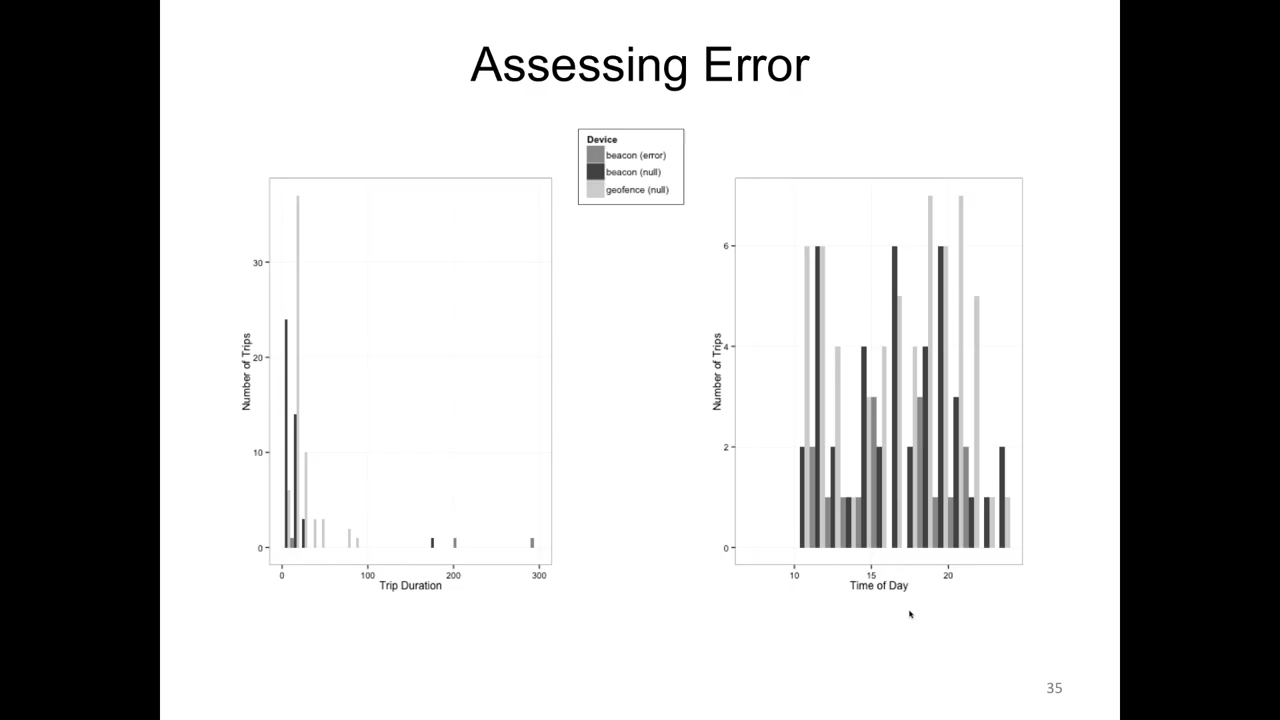 Assessing Error
Device
beacon (error)
beacon (null)
geofence (null)
Number of Trips
30
20
10
0
0 100 200 300
Trip Duration
Number of Trips
6
4
2
0
10 15 20
Time of Day
35